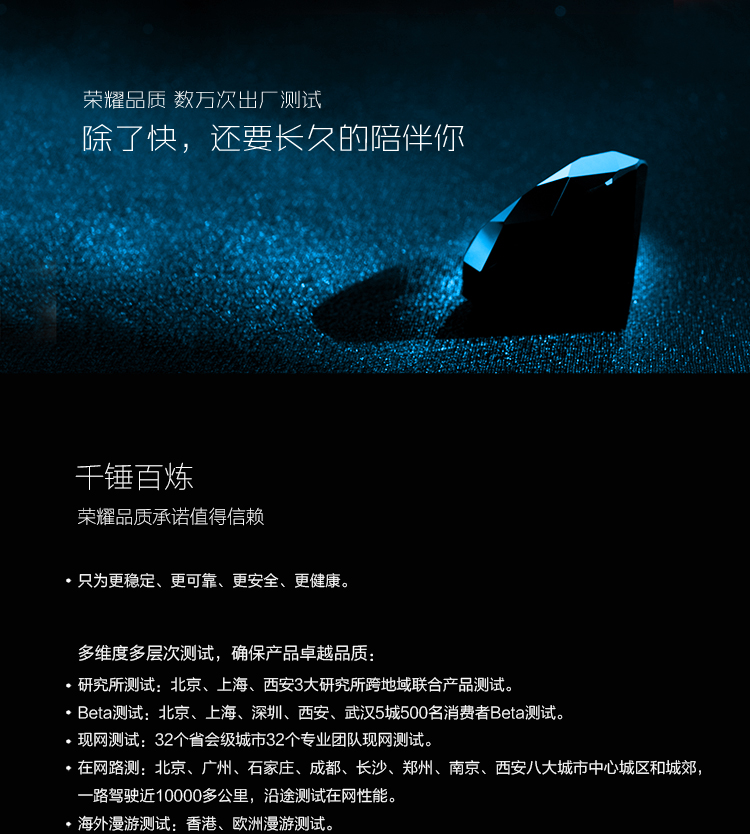 荣耀品质 数万次出厂测试
除了快，还要长久的陪伴你
千锤百炼
荣耀品质承诺值得信赖
• 只为更稳定、更可靠、更安全、更健康。
多维度多层次测试，确保产品卓越品质：
• 研究所测试：北京、上海、西安3大研究所跨地域联合产品测试。
• Beta测试：北京、上海、深圳、西安、武汉5城500名消费者Beta测试。
• 现网测试：32个省会级城市32个专业团队现网测试。
• 在网路测：北京、广州、石家庄、成都、长沙、郑州、南京、西安八大城市中心城区和城郊，
一路驾驶近10000多公里，沿途测试在网性能。
• 海外漫游测试：香港、欧洲漫游测试。